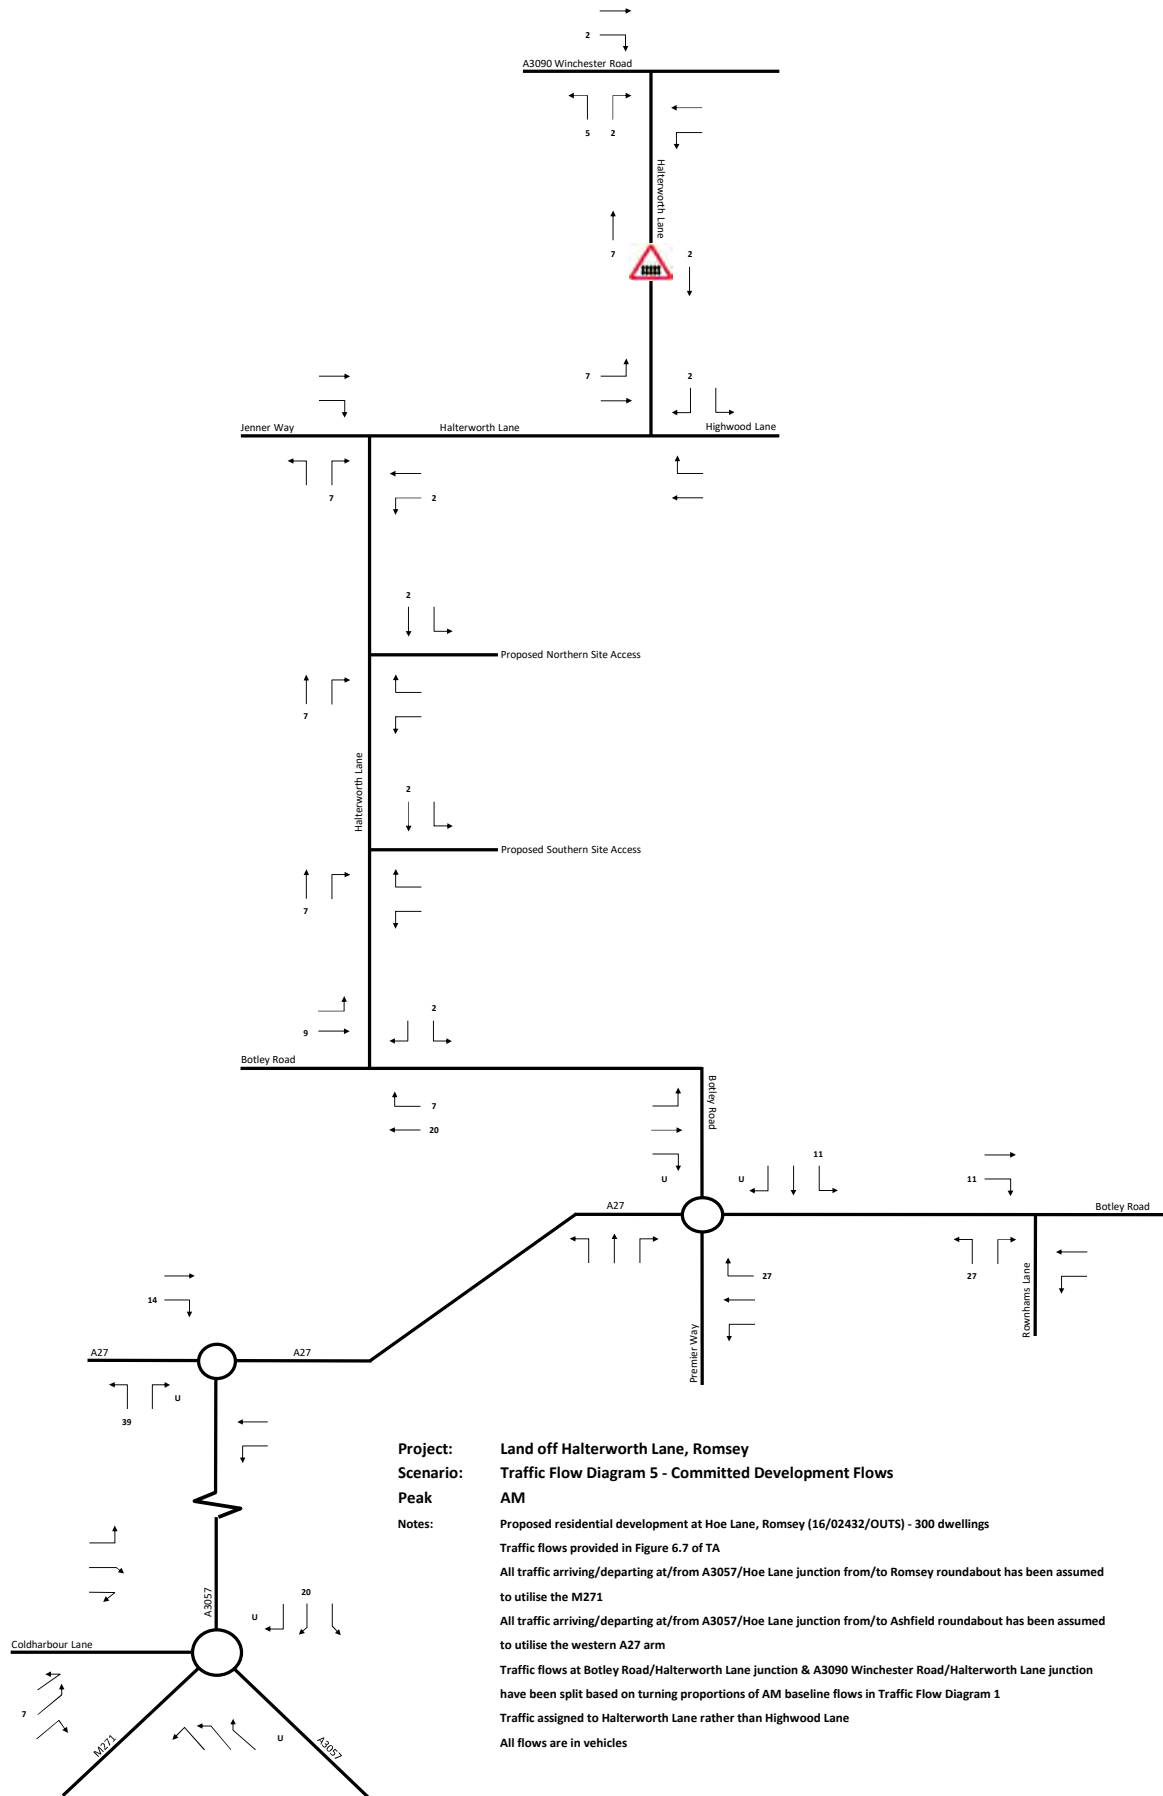 2
A3090 Winchester Road
5 2
Halterworth Lane
7 2
7 2
Jenner Way Halterworth Lane Highwood Lane
7
2
2
Proposed Northern Site Access
7
Halterworth Lane
2
Proposed Southern Site Access
7
2
9
Botley Road
Botley Road
7
20
11
U U 11
A27 Botley Road
27 27
Rownhams Lane
14
Premier Way
A27 A27
U
39
Project: Land off Halterworth Lane, Romsey
Scenario: Traffic Flow Diagram 5 - Committed Development Flows
Peak AM
Notes: Proposed residential development at Hoe Lane, Romsey (16/02432/OUTS) - 300 dwellings
Traffic flows provided in Figure 6.7 of TA
All traffic arriving/departing at/from A3057/Hoe Lane junction from/to Romsey roundabout has been assumed
to utilise the M271
All traffic arriving/departing at/from A3057/Hoe Lane junction from/to Ashfield roundabout has been assumed
to utilise the western A27 arm
Traffic flows at Botley Road/Halterworth Lane junction & A3090 Winchester Road/Halterworth Lane junction
have been split based on turning proportions of AM baseline flows in Traffic Flow Diagram 1
Traffic assigned to Halterworth Lane rather than Highwood Lane
All flows are in vehicles
A3057
20
U
Coldharbour Lane
7
M271
U
A3057